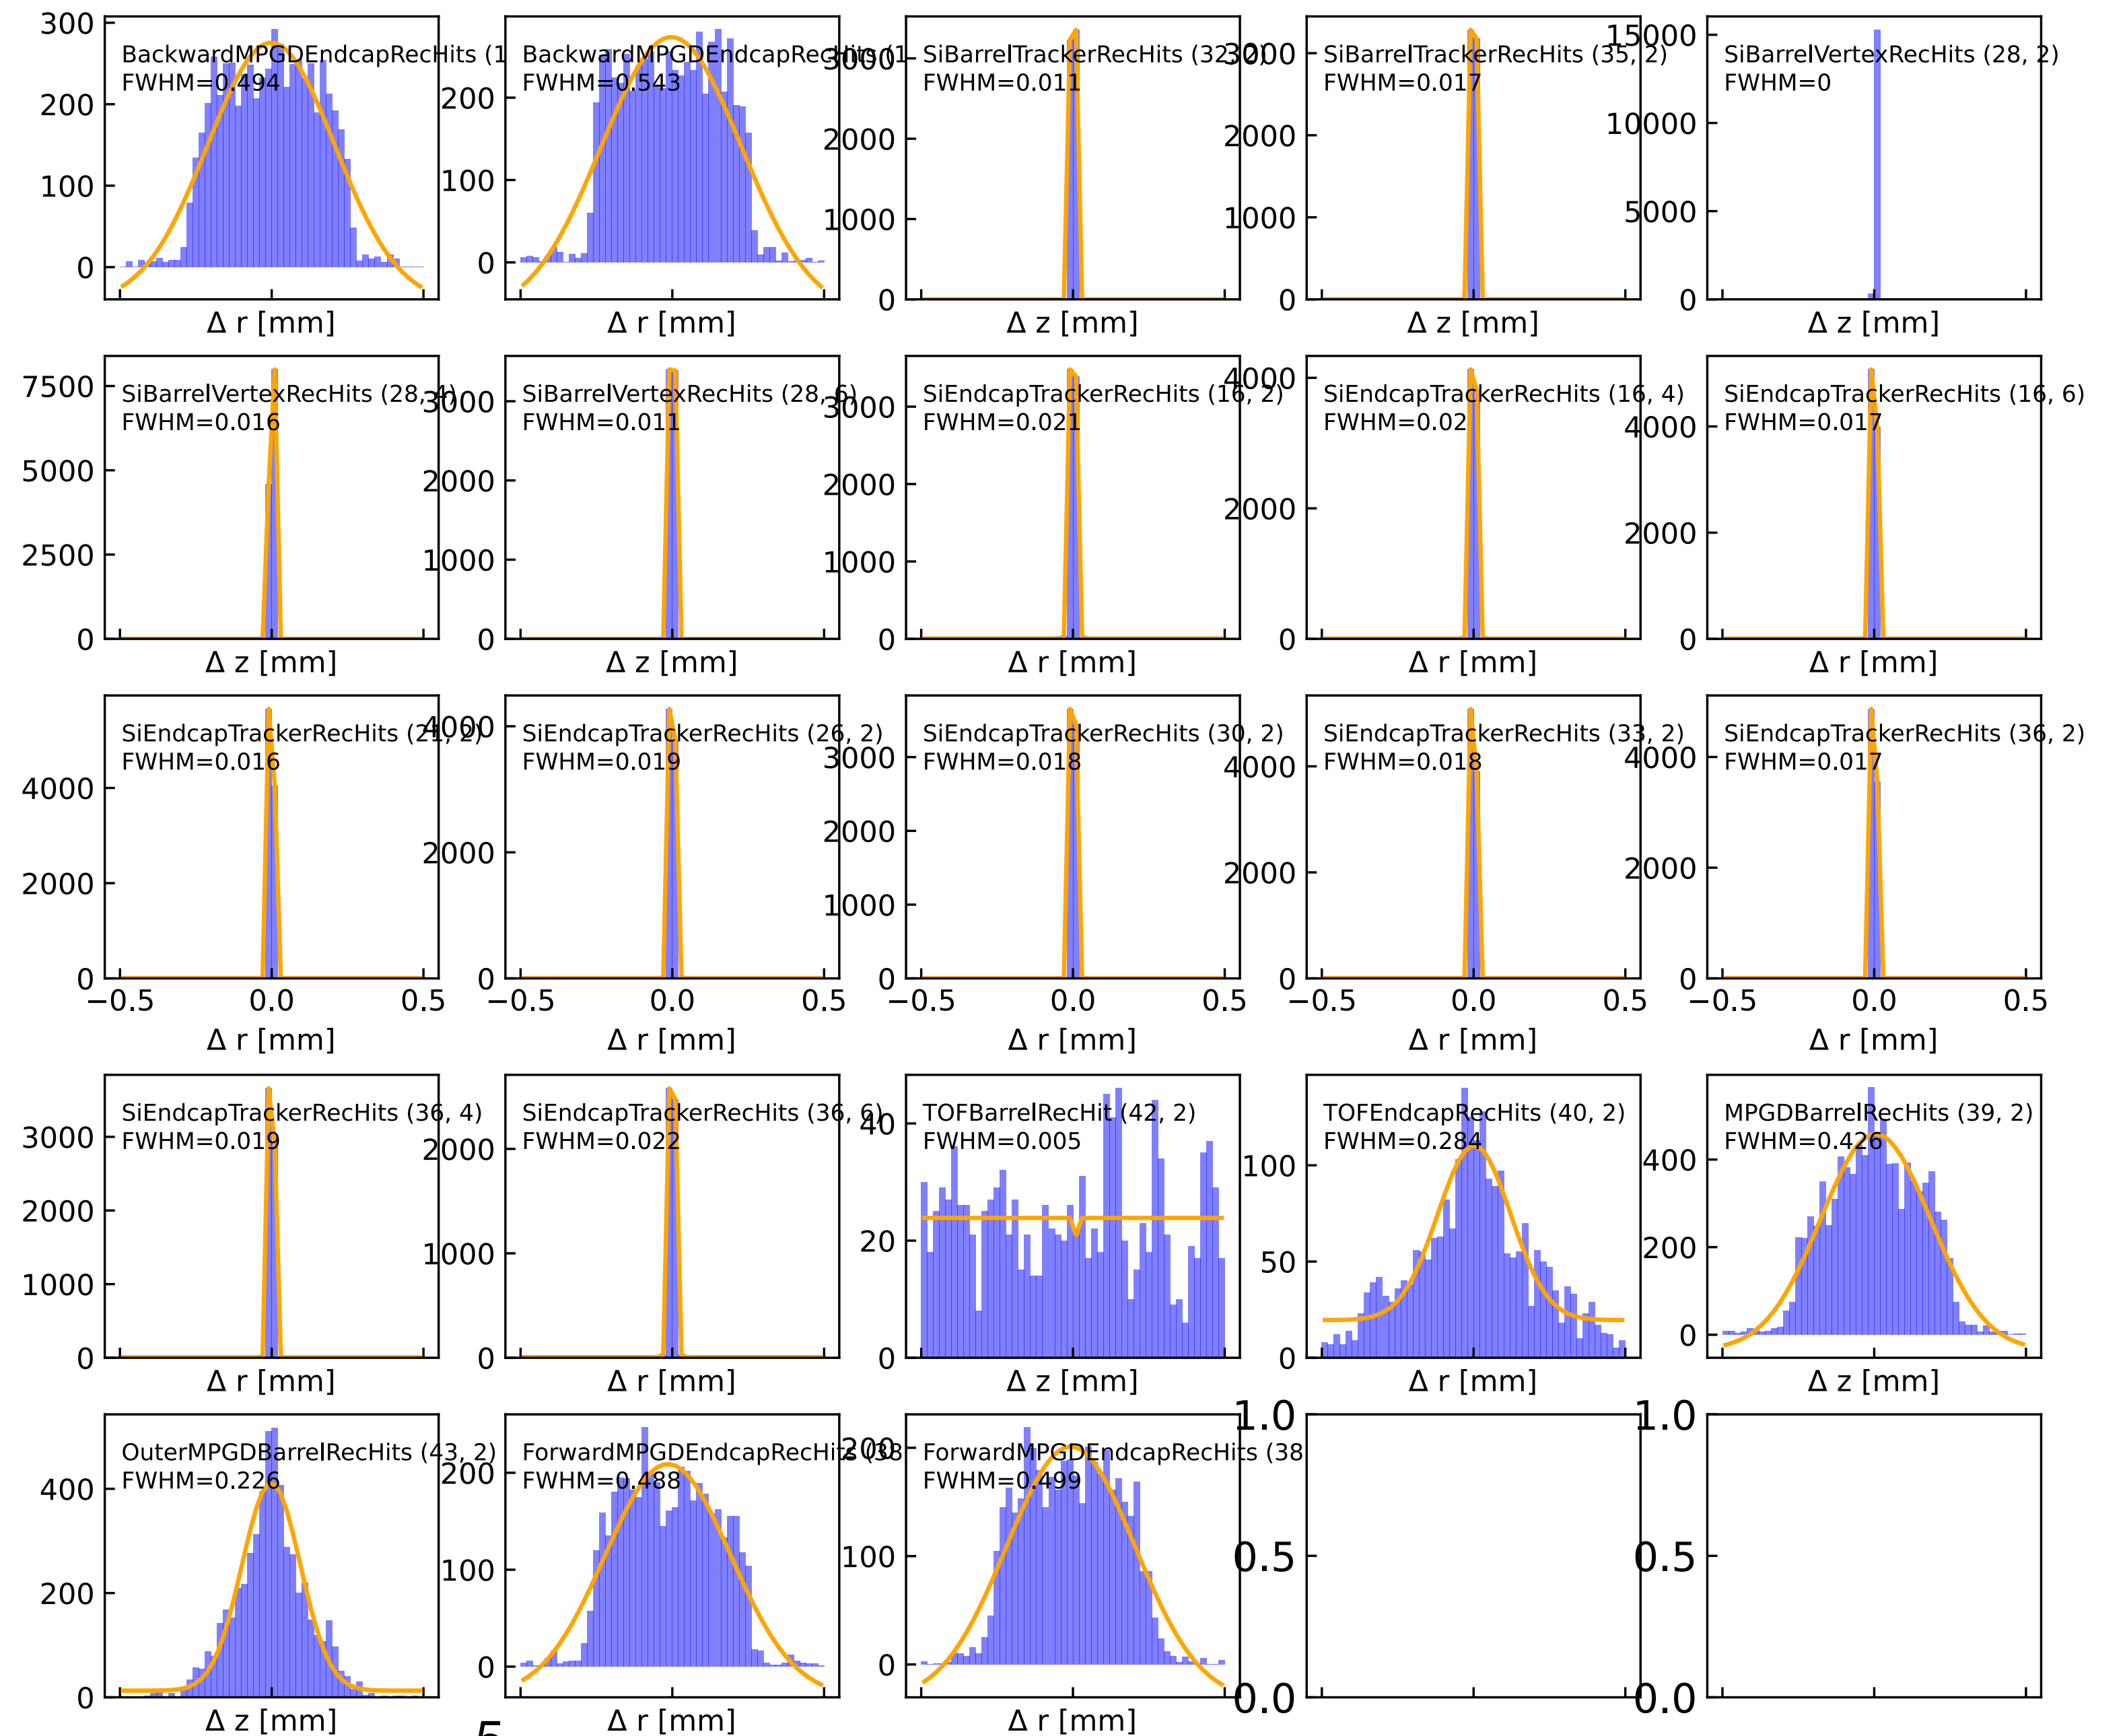 300
200
100
0
BackwardMPGDEndcapRecHits (1
FWHM=0.494
Δ r [mm]
200
100
0
BackwardMPGDEndcapRecHits (1
FWHM=0.543
Δ r [mm]
3000
2000
1000
0
SiBarrelTrackerRecHits (32, 2)
FWHM=0.011
Δ z [mm]
3000
2000
1000
0
SiBarrelTrackerRecHits (35, 2)
FWHM=0.017
Δ z [mm]
15000
10000
5000
0
SiBarrelVertexRecHits (28, 2)
FWHM=0
Δ z [mm]
7500
5000
2500
0
SiBarrelVertexRecHits (28, 4)
FWHM=0.016
Δ z [mm]
3000
2000
1000
0
SiBarrelVertexRecHits (28, 6)
FWHM=0.011
Δ z [mm]
3000
2000
1000
0
SiEndcapTrackerRecHits (16, 2)
FWHM=0.021
Δ r [mm]
4000
2000
0
SiEndcapTrackerRecHits (16, 4)
FWHM=0.02
Δ r [mm]
4000
2000
0
SiEndcapTrackerRecHits (16, 6)
FWHM=0.017
Δ r [mm]
4000
2000
0
SiEndcapTrackerRecHits (21, 2)
FWHM=0.016
−0.5 0.0 0.5
Δ r [mm]
4000
2000
0
SiEndcapTrackerRecHits (26, 2)
FWHM=0.019
−0.5 0.0 0.5
Δ r [mm]
3000
2000
1000
0
SiEndcapTrackerRecHits (30, 2)
FWHM=0.018
−0.5 0.0 0.5
Δ r [mm]
4000
2000
0
SiEndcapTrackerRecHits (33, 2)
FWHM=0.018
−0.5 0.0 0.5
Δ r [mm]
4000
2000
0
SiEndcapTrackerRecHits (36, 2)
FWHM=0.017
−0.5 0.0 0.5
Δ r [mm]
3000
2000
1000
0
SiEndcapTrackerRecHits (36, 4)
FWHM=0.019
Δ r [mm]
2000
1000
0
SiEndcapTrackerRecHits (36, 6)
FWHM=0.022
Δ r [mm]
40
20
0
TOFBarrelRecHit (42, 2)
FWHM=0.005
Δ z [mm]
100
50
0
TOFEndcapRecHits (40, 2)
FWHM=0.284
Δ r [mm]
400
200
0
MPGDBarrelRecHits (39, 2)
FWHM=0.426
Δ z [mm]
400
200
0
OuterMPGDBarrelRecHits (43, 2)
FWHM=0.226
Δ z [mm]
200
100
0
ForwardMPGDEndcapRecHits (38
FWHM=0.488
Δ r [mm]
200
100
0
ForwardMPGDEndcapRecHits (38
FWHM=0.499
Δ r [mm]
1.0
0.5
0.0
1.0
0.5
0.0